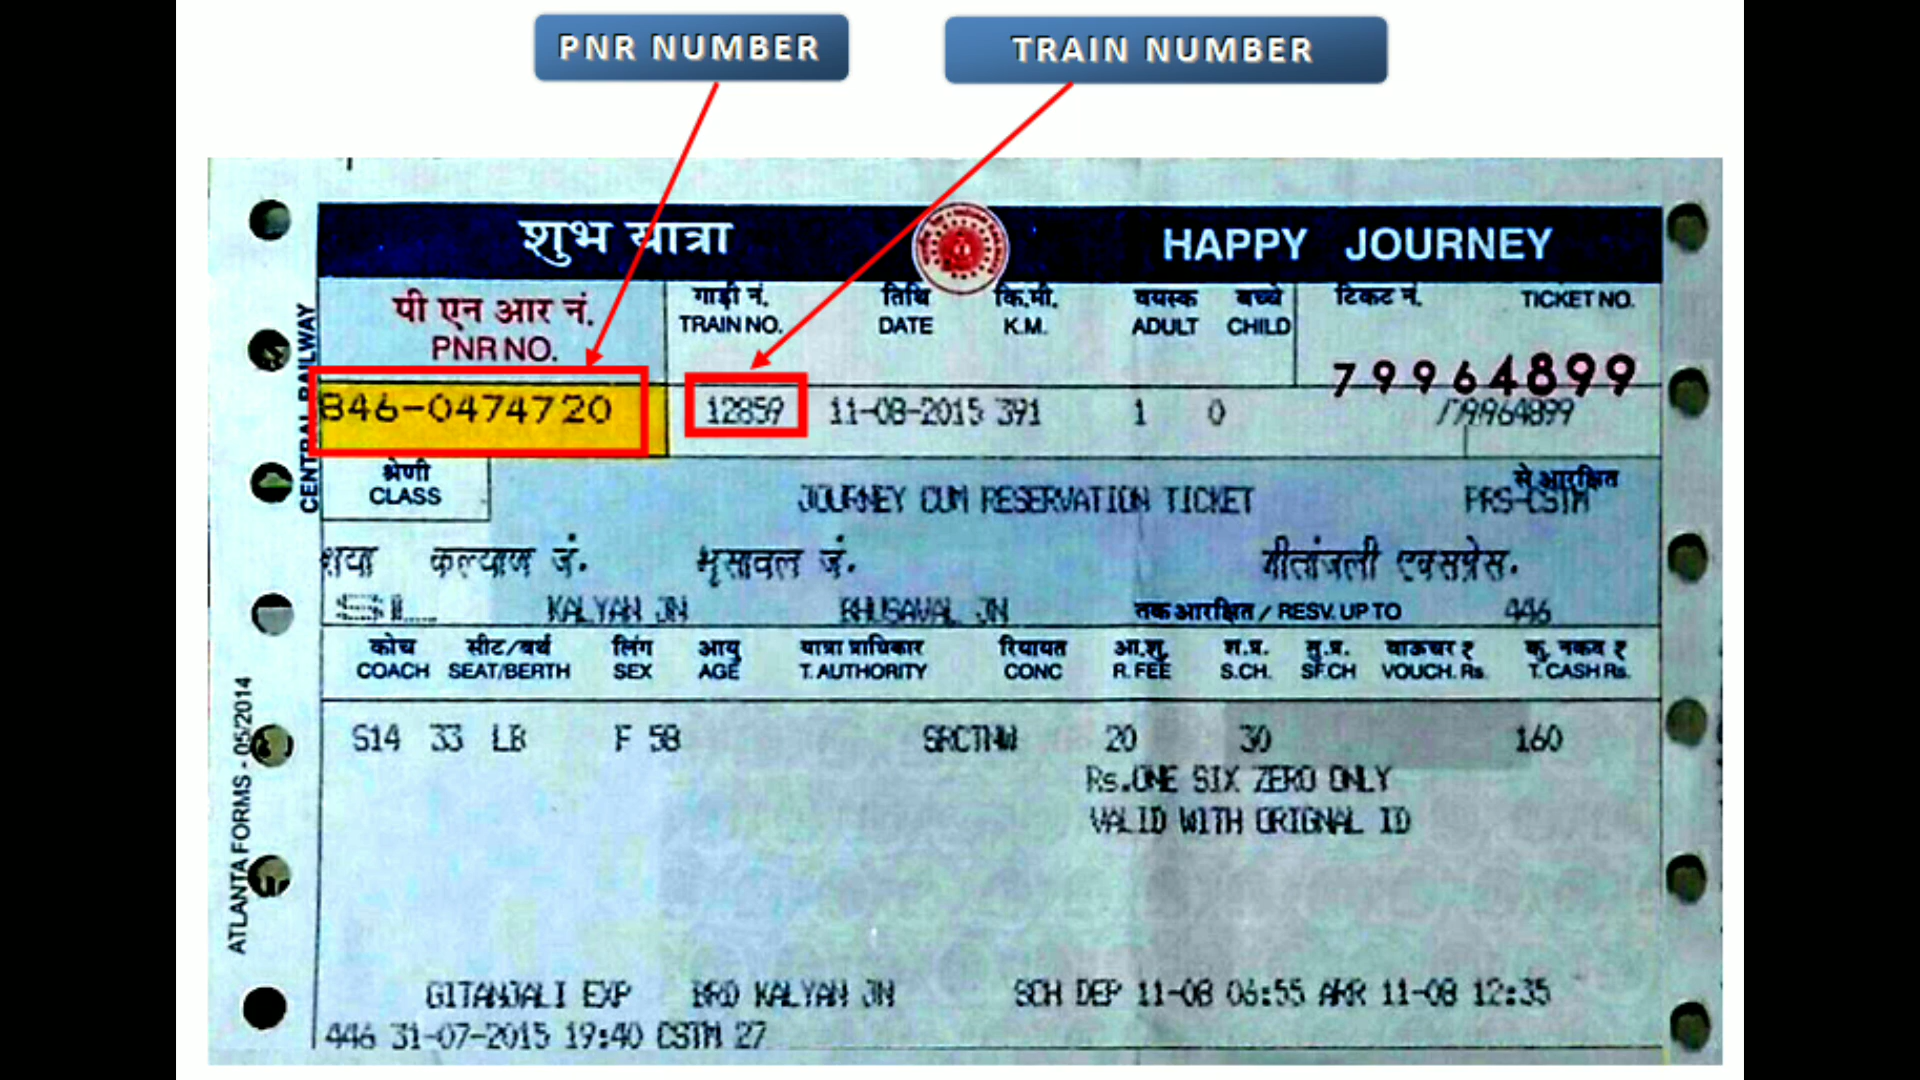 PNR NUMBER TRAIN NUMBER
शुभ यात्रा HAPPY JOURNEY
पी एन आर नं. गाड़ी नं. तिथि कि.मी. वयस्क बच्चे टिकट नं. TICKET NO.
PNR NO. TRAIN NO. DATE K.M. ADULT CHILD
79964899
846-0474720 12859 11-08-2015 391 1 0 79964899
श्रेणी से आरक्षित
CLASS JOURNEY CUM RESERVATION TICKET PRS-CSTM
शया कल्याण जं. भुसावल जं. गीतांजली एक्सप्रेस.
SL KALYAN JN BHUSAVAL JN तक आरक्षित / RESV. UP TO 446
कोच सीट/बर्थ लिंग आयु यात्रा प्राधिकार रियायत आ.शु. श.प्र. सु.प्र. वाऊचर ₹ कु. नकद ₹
COACH SEAT/BERTH SEX AGE T. AUTHORITY CONC R. FEE S.CH. SF.CH VOUCH. Rs. T. CASH Rs.
S14 33 LB F 58 SRCTNW 20 30 160
Rs.ONE SIX ZERO ONLY
VALID WITH ORIGNAL ID
GITANJALI EXP BRD KALYAN JN SCH DEP 11-08 06:55 ARR 11-08 12:35
446 31-07-2015 19:40 CSTM 27
CENTRAL RAILWAY
ATLANTA FORMS - 05/2014